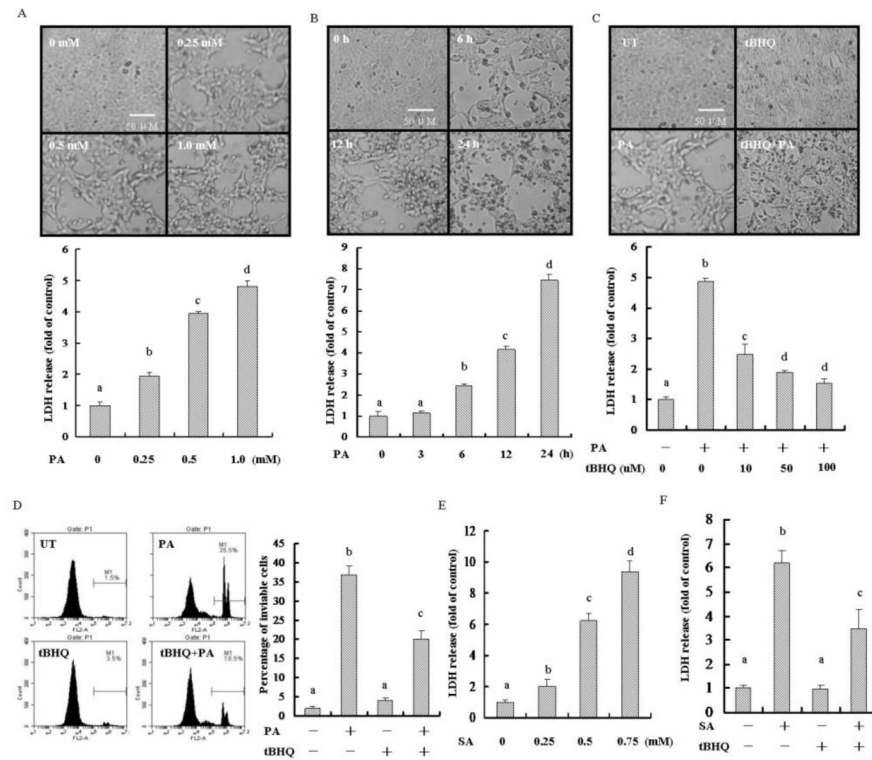 A
0 mM
0.25 mM
50 µM
0.5 mM
1.0 mM
LDH release (fold of control)
6
5
4
3
2
1
0
a
b
c
d
PA 0 0.25 0.5 1.0 (mM)
B
0 h
6 h
50 µM
12 h
24 h
LDH release (fold of control)
9
8
7
6
5
4
3
2
1
0
a
a
b
c
d
PA 0 3 6 12 24 (h)
C
UT
tBHQ
50 µM
PA
tBHQ+PA
LDH release (fold of control)
6
5
4
3
2
1
0
a
b
c
d
d
PA − + + + +
tBHQ (uM) 0 0 10 50 100
D
Gate: P1
UT
M1
1.5%
Count
FL2-A
Gate: P1
PA
M1
35.5%
Count
FL2-A
tBHQ
M1
3.5%
Count
FL2-A
tBHQ+PA
M1
Count
FL2-A
Percentage of inviable cells
45
40
35
30
25
20
15
10
5
0
a
b
a
c
PA − + − +
tBHQ − − + +
E
LDH release (fold of control)
12
10
8
6
4
2
0
a
b
c
d
SA 0 0.25 0.5 0.75 (mM)
F
LDH release (fold of control)
8
7
6
5
4
3
2
1
0
a
b
a
c
SA − + − +
tBHQ − − + +